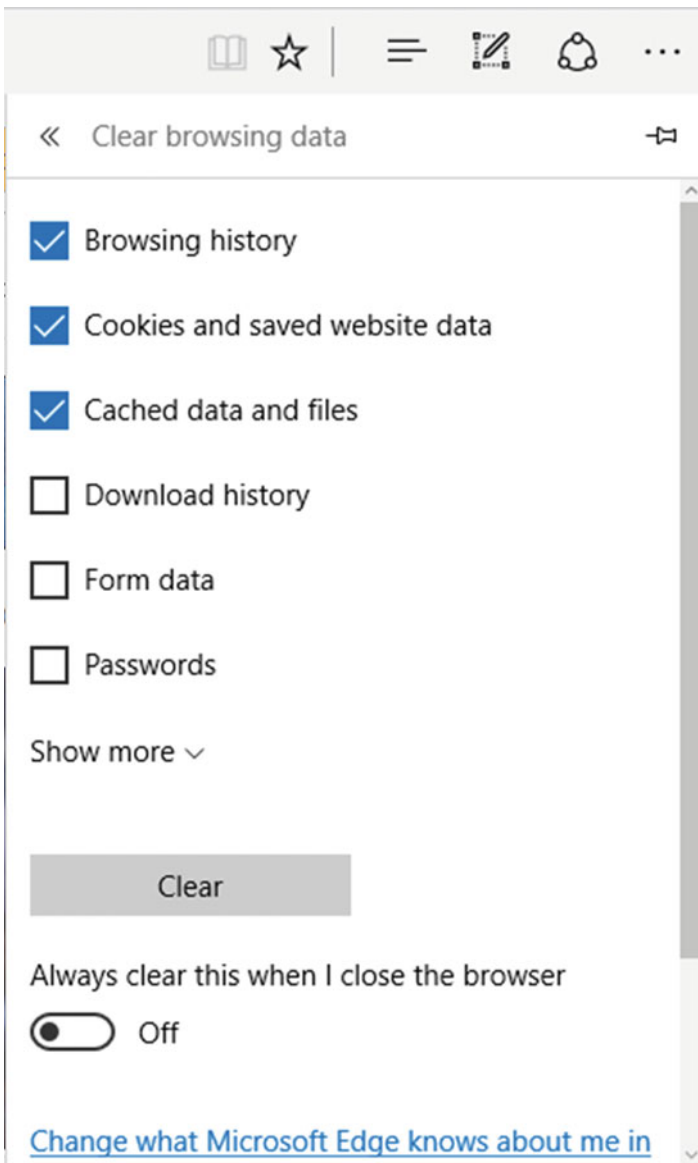 Clear browsing data
Browsing history
Cookies and saved website data
Cached data and files
Download history
Form data
Passwords
Show more
Clear
Always clear this when I close the browser
Off
Change what Microsoft Edge knows about me in